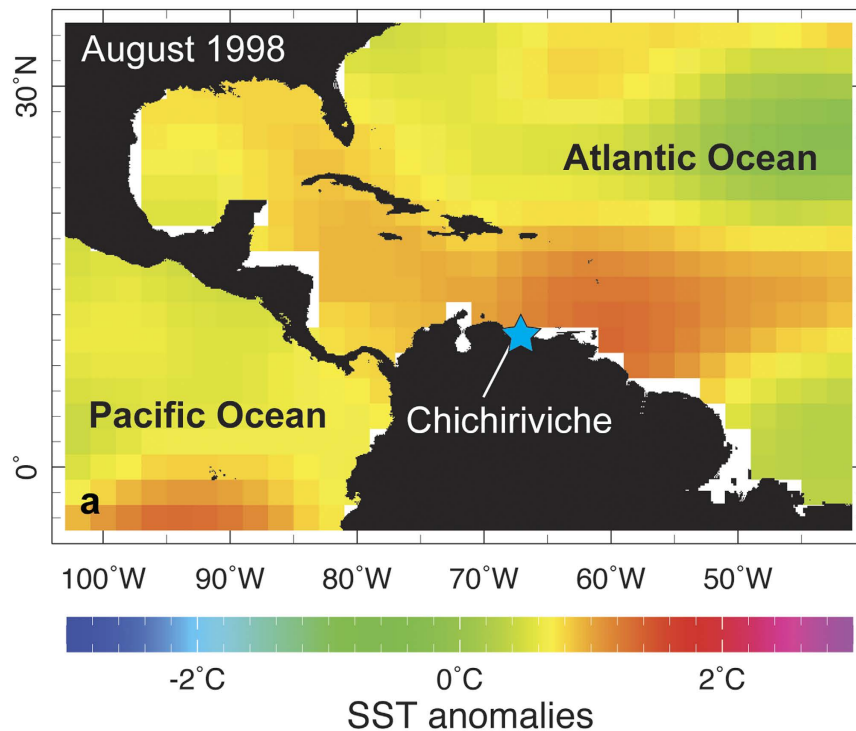 August 1998
30°N
Atlantic Ocean
Pacific Ocean
Chichiriviche
0°
a
100°W 90°W 80°W 70°W 60°W 50°W
-2°C 0°C 2°C
SST anomalies